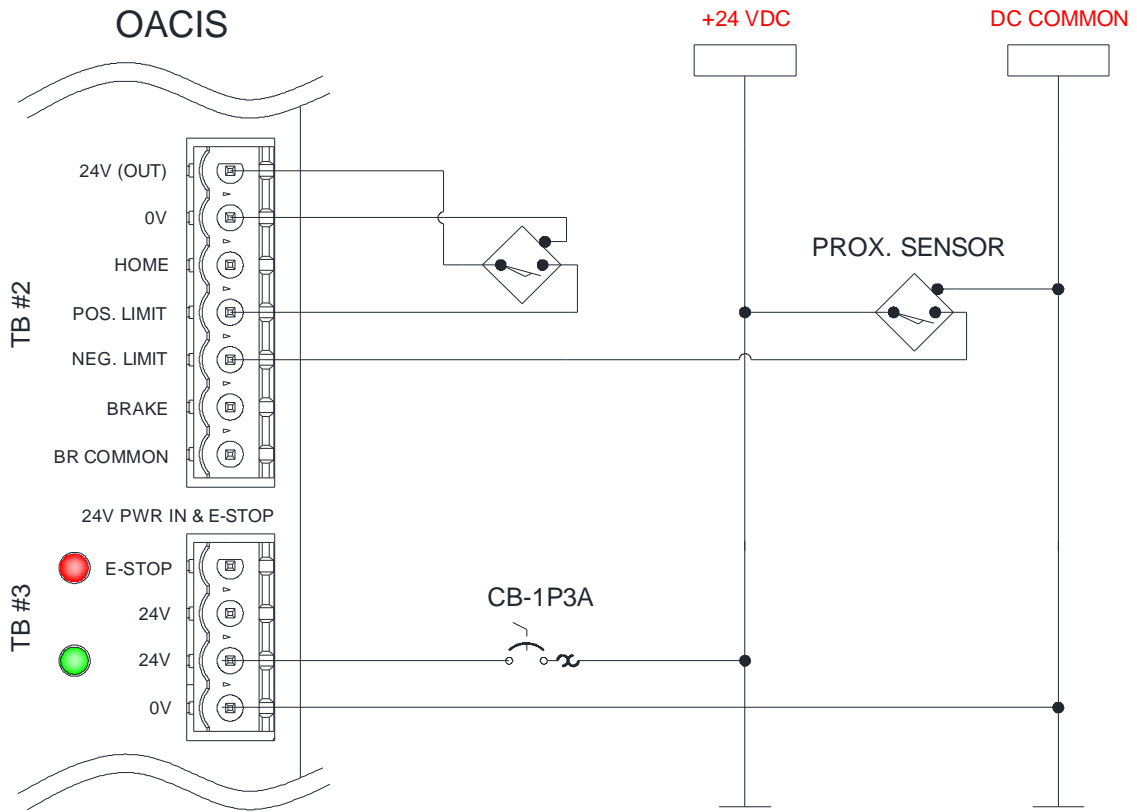 OACIS
+24 VDC
DC COMMON
TB #2
24V (OUT)
0V
HOME
POS. LIMIT
NEG. LIMIT
BRAKE
BR COMMON
PROX. SENSOR
24V PWR IN & E-STOP
TB #3
E-STOP
24V
24V
0V
CB-1P3A